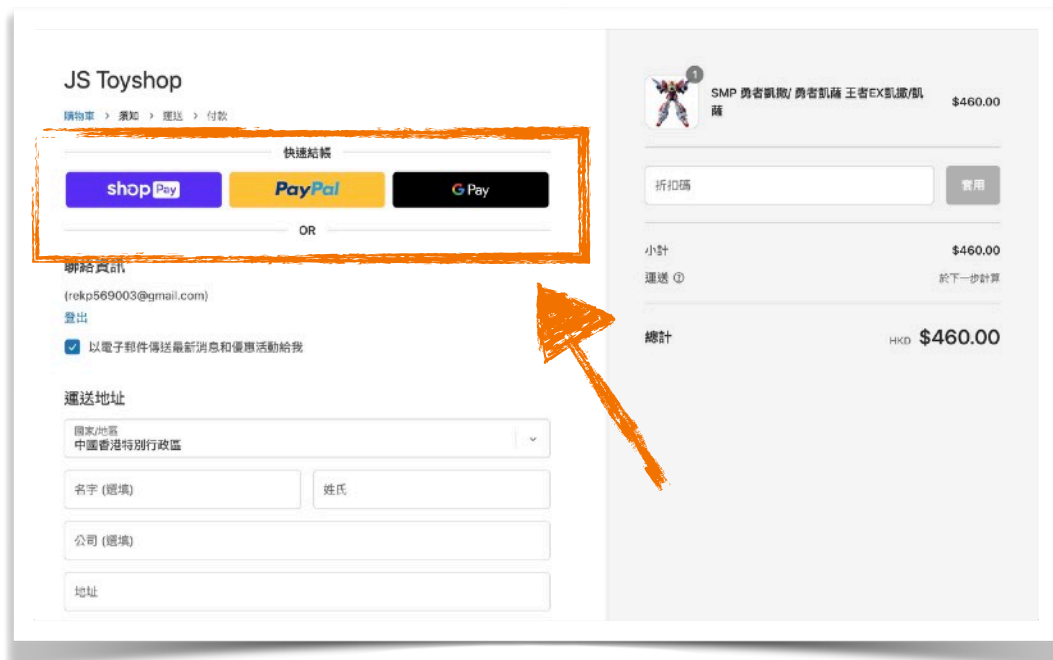 JS Toyshop
購物車 > 須知 > 運送 > 付款
快速結帳
shop Pay
PayPal
G Pay
OR
聯絡資訊
(rekp569003@gmail.com)
登出
以電子郵件傳送最新消息和優惠活動給我
運送地址
國家/地區
中國香港特別行政區
名字 (選填)
姓氏
公司 (選填)
地址
1
SMP 勇者凱撒/ 勇者凱薩 王者EX凱撒/凱
薩
$460.00
折扣碼
套用
小計
$460.00
運送
於下一步計算
總計
HKD $460.00